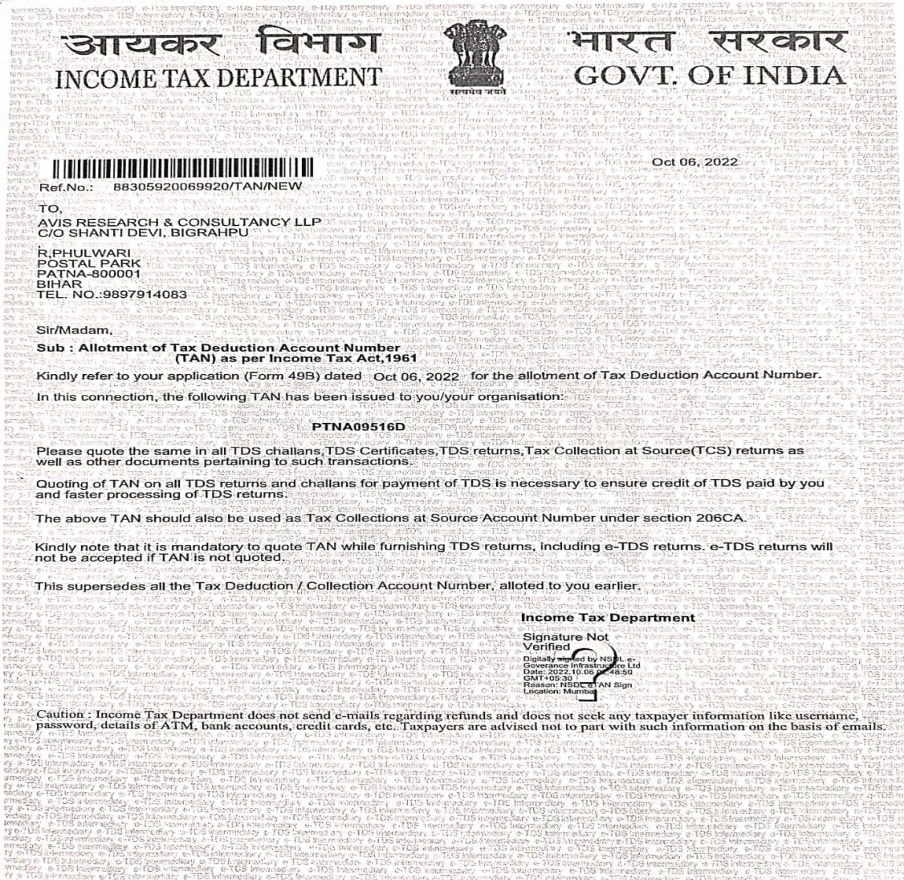 आयकर विभाग
INCOME TAX DEPARTMENT
सत्यमेव जयते
भारत सरकार
GOVT. OF INDIA
Oct 06, 2022
Ref.No.: 88305920069920/TAN/NEW
TO,
AVIS RESEARCH & CONSULTANCY LLP
C/O SHANTI DEVI, BIGRAHPU
,
R,PHULWARI
POSTAL PARK
PATNA-800001
BIHAR
TEL. NO.:9897914083
Sir/Madam,
Sub : Allotment of Tax Deduction Account Number
(TAN) as per Income Tax Act,1961
Kindly refer to your application (Form 49B) dated Oct 06, 2022 for the allotment of Tax Deduction Account Number.
In this connection, the following TAN has been issued to you/your organisation:
PTNA09516D
Please quote the same in all TDS challans,TDS Certificates,TDS returns,Tax Collection at Source(TCS) returns as
well as other documents pertaining to such transactions.
Quoting of TAN on all TDS returns and challans for payment of TDS is necessary to ensure credit of TDS paid by you
and faster processing of TDS returns.
The above TAN should also be used as Tax Collections at Source Account Number under section 206CA.
Kindly note that it is mandatory to quote TAN while furnishing TDS returns, including e-TDS returns. e-TDS returns will
not be accepted if TAN is not quoted.
This supersedes all the Tax Deduction / Collection Account Number, alloted to you earlier.
Income Tax Department
Signature Not
Verified
Digitally signed by NSDL e-
Goverance Infrastructure Ltd
Date: 2022.10.06 48:50
GMT+05:30
Reason: NSDL eTAN Sign
Location: Mumbai
Caution : Income Tax Department does not send e-mails regarding refunds and does not seek any taxpayer information like username,
password, details of ATM, bank accounts, credit cards, etc. Taxpayers are advised not to part with such information on the basis of emails.